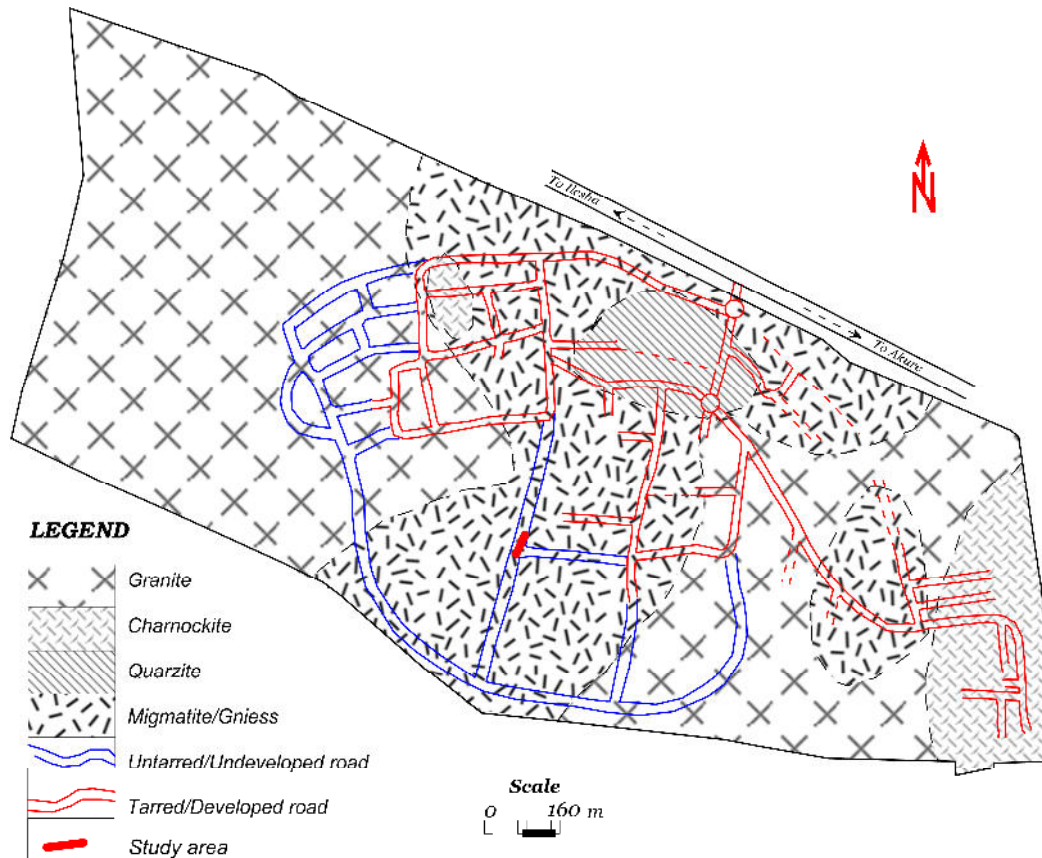 To Ilesha
N
To Akure
LEGEND
Granite
Charnockite
Quarzite
Migmatite/Gniess
Untarred/Undeveloped road
Tarred/Developed road
Study area
Scale
0 160 m